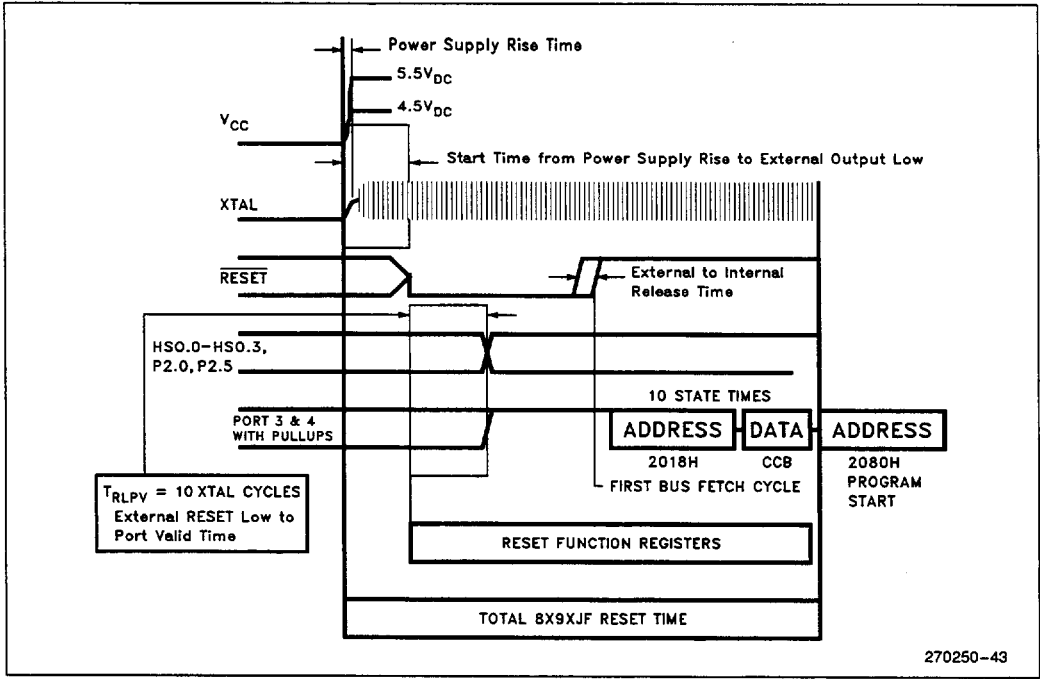 Power Supply Rise Time
5.5VDC
4.5VDC
VCC
Start Time from Power Supply Rise to External Output Low
XTAL
RESET
External to Internal
Release Time
HSO.0-HSO.3,
P2.0, P2.5
10 STATE TIMES
PORT 3 & 4
WITH PULLUPS
ADDRESS
DATA
ADDRESS
2018H
CCB
2080H
PROGRAM
START
FIRST BUS FETCH CYCLE
TRLPV = 10 XTAL CYCLES
External RESET Low to
Port Valid Time
RESET FUNCTION REGISTERS
TOTAL 8X9XJF RESET TIME
270250-43